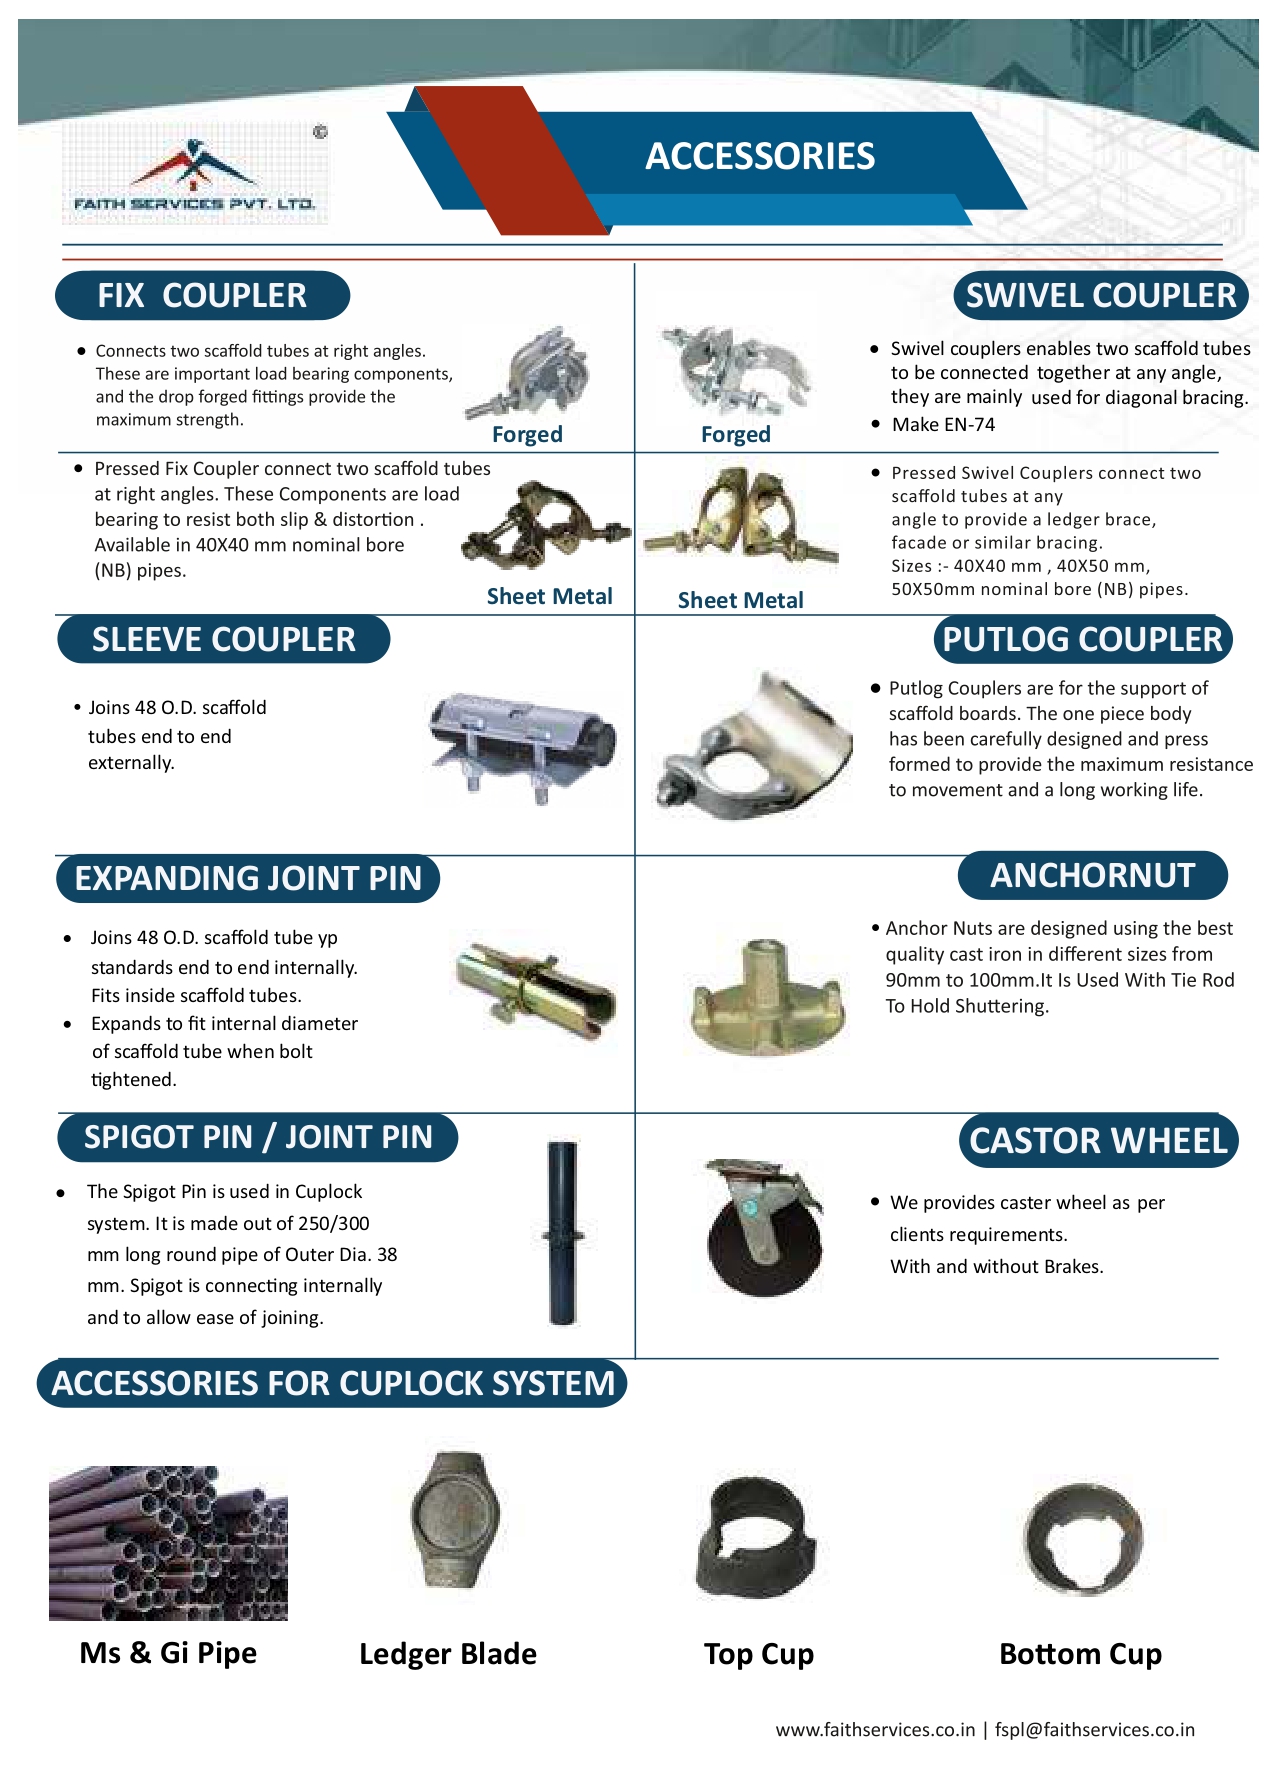 ©
FAITH SERVICES PVT. LTD.
ACCESSORIES
FIX COUPLER
• Connects two scaffold tubes at right angles.
These are important load bearing components,
and the drop forged fittings provide the
maximum strength.
Forged
• Pressed Fix Coupler connect two scaffold tubes
at right angles. These Components are load
bearing to resist both slip & distortion .
Available in 40X40 mm nominal bore
(NB) pipes.
Sheet Metal
SWIVEL COUPLER
Forged
• Swivel couplers enables two scaffold tubes
to be connected together at any angle,
they are mainly used for diagonal bracing.
• Make EN-74
• Pressed Swivel Couplers connect two
scaffold tubes at any
angle to provide a ledger brace,
facade or similar bracing.
Sizes :- 40X40 mm , 40X50 mm,
50X50mm nominal bore (NB) pipes.
Sheet Metal
SLEEVE COUPLER
• Joins 48 O.D. scaffold
tubes end to end
externally.
PUTLOG COUPLER
• Putlog Couplers are for the support of
scaffold boards. The one piece body
has been carefully designed and press
formed to provide the maximum resistance
to movement and a long working life.
EXPANDING JOINT PIN
• Joins 48 O.D. scaffold tube yp
standards end to end internally.
Fits inside scaffold tubes.
• Expands to fit internal diameter
of scaffold tube when bolt
tightened.
ANCHORNUT
• Anchor Nuts are designed using the best
quality cast iron in different sizes from
90mm to 100mm.It Is Used With Tie Rod
To Hold Shuttering.
SPIGOT PIN / JOINT PIN
• The Spigot Pin is used in Cuplock
system. It is made out of 250/300
mm long round pipe of Outer Dia. 38
mm. Spigot is connecting internally
and to allow ease of joining.
CASTOR WHEEL
• We provides caster wheel as per
clients requirements.
With and without Brakes.
ACCESSORIES FOR CUPLOCK SYSTEM
Ms & Gi Pipe
Ledger Blade
Top Cup
Bottom Cup
www.faithservices.co.in | fspl@faithservices.co.in